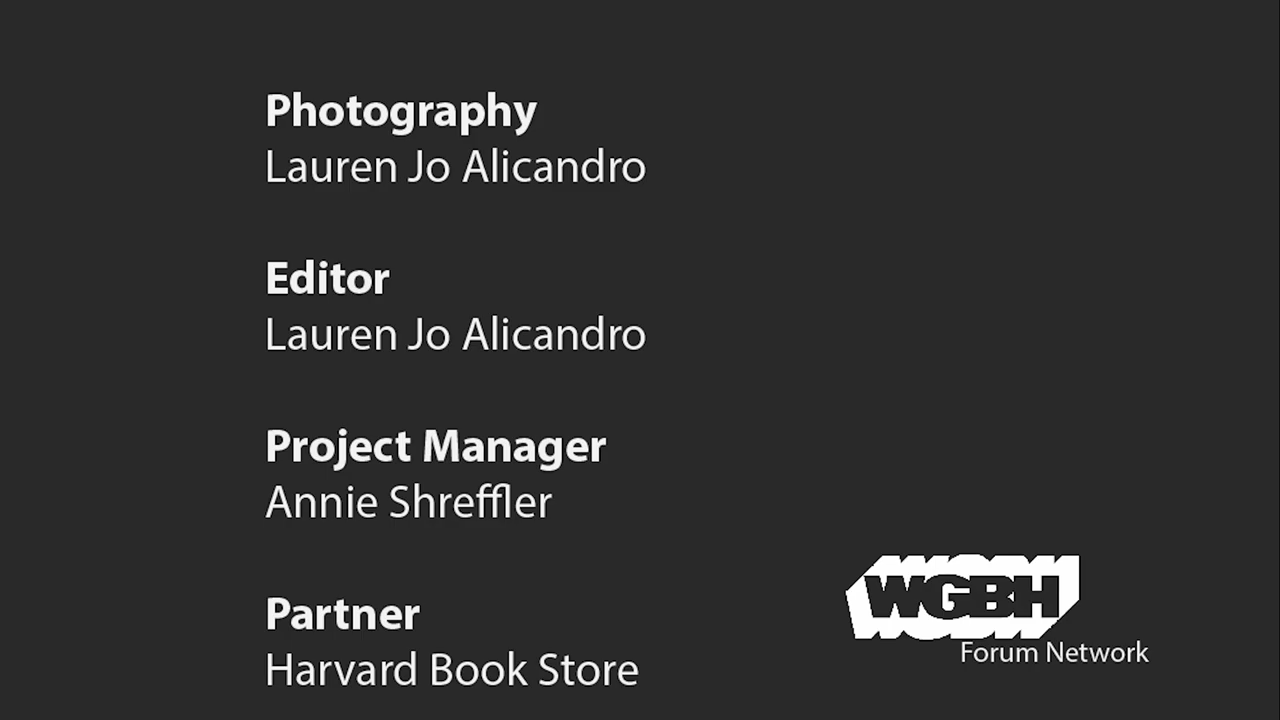 Photography
Lauren Jo Alicandro
Editor
Lauren Jo Alicandro
Project Manager
Annie Shreffler
Partner
Harvard Book Store
WGBH
Forum Network